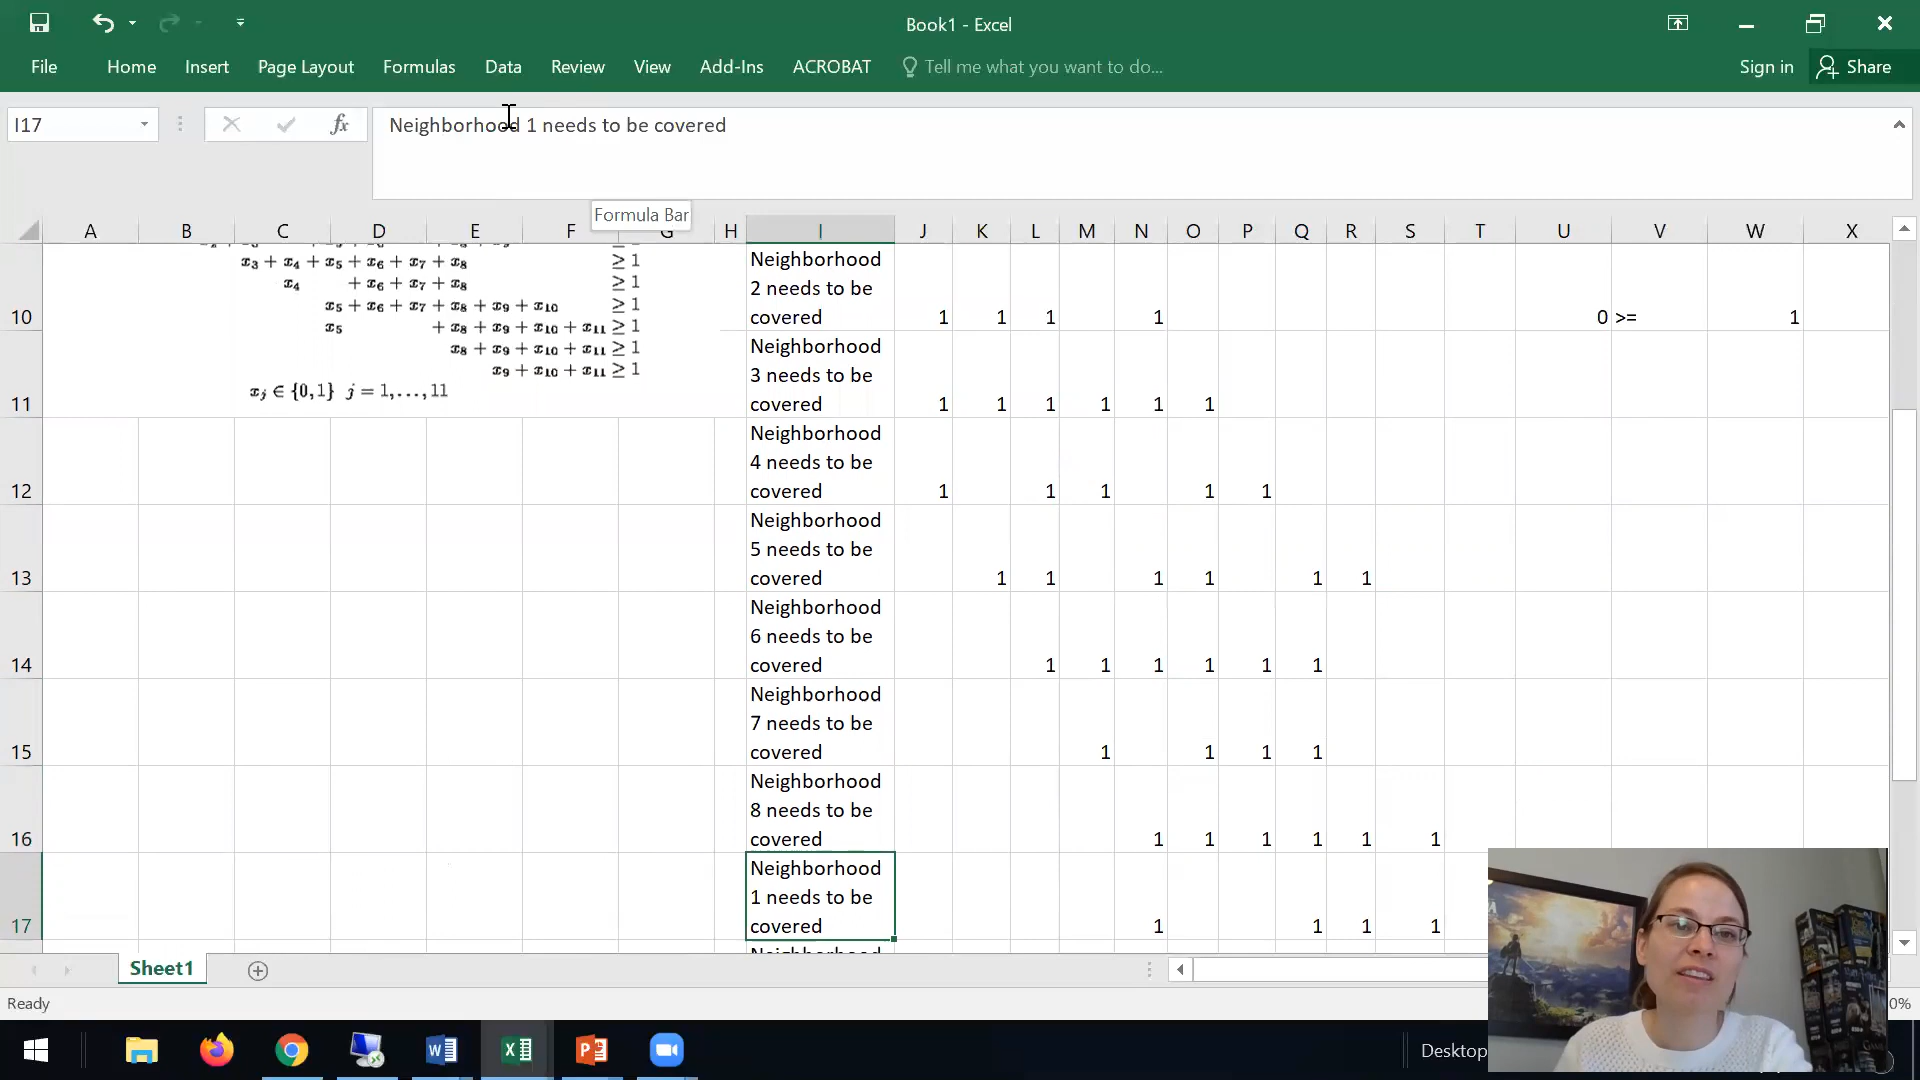 Book1 - Excel
File Home Insert Page Layout Formulas Data Review View Add-Ins ACROBAT Tell me what you want to do... Sign in Share
I17 fx Neighborhood 1 needs to be covered
Formula Bar
A B C D E F G H I J K L M N O P Q R S T U V W X
x3 + x4 + x5 + x6 + x7 + x8 ≥ 1
x4 + x6 + x7 + x8 ≥ 1
x5 + x6 + x7 + x8 + x9 + x10 ≥ 1
x5 + x8 + x9 + x10 + x11 ≥ 1
x8 + x9 + x10 + x11 ≥ 1
x9 + x10 + x11 ≥ 1
xj ∈ {0,1} j = 1,...,11
Neighborhood
2 needs to be
10 covered 1 1 1 1 0 >= 1
Neighborhood
3 needs to be
11 covered 1 1 1 1 1 1
Neighborhood
4 needs to be
12 covered 1 1 1 1 1
Neighborhood
5 needs to be
13 covered 1 1 1 1 1 1
Neighborhood
6 needs to be
14 covered 1 1 1 1 1 1
Neighborhood
7 needs to be
15 covered 1 1 1 1
Neighborhood
8 needs to be
16 covered 1 1 1 1 1 1
Neighborhood
1 needs to be
17 covered 1 1 1 1
Sheet1
Ready 0%
Desktop